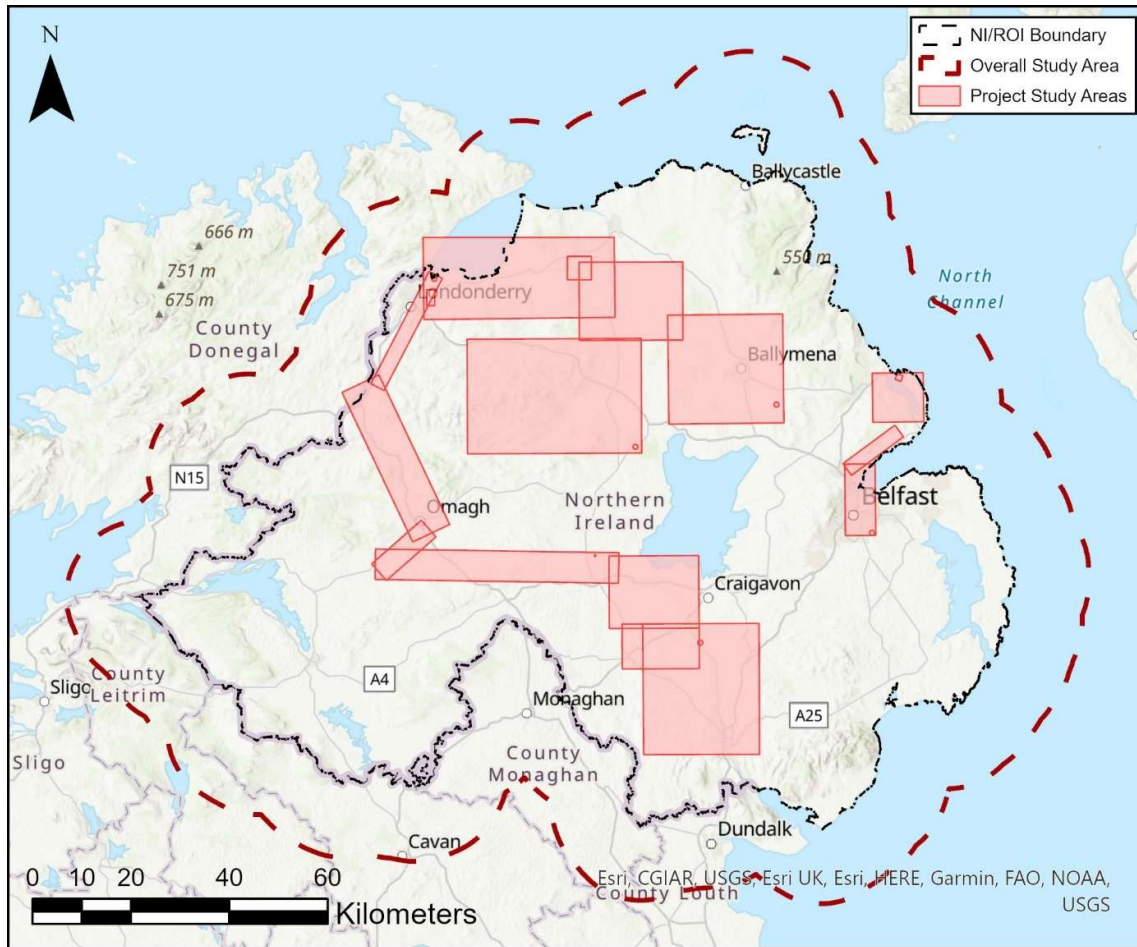 N
NI/ROI Boundary
Overall Study Area
Project Study Areas
Ballycastle
666 m
751 m
675 m
550 m
North
Channel
Londonderry
County
Donegal
Ballymena
N15
Omagh
Northern
Ireland
Belfast
Craigavon
County
Leitrim
Sligo
A4
Monaghan
A25
Sligo
County
Monaghan
Dundalk
Cavan
County Louth
0 10 20 40 60
Kilometers
Esri, CGIAR, USGS, Esri UK, Esri, HERE, Garmin, FAO, NOAA,
USGS